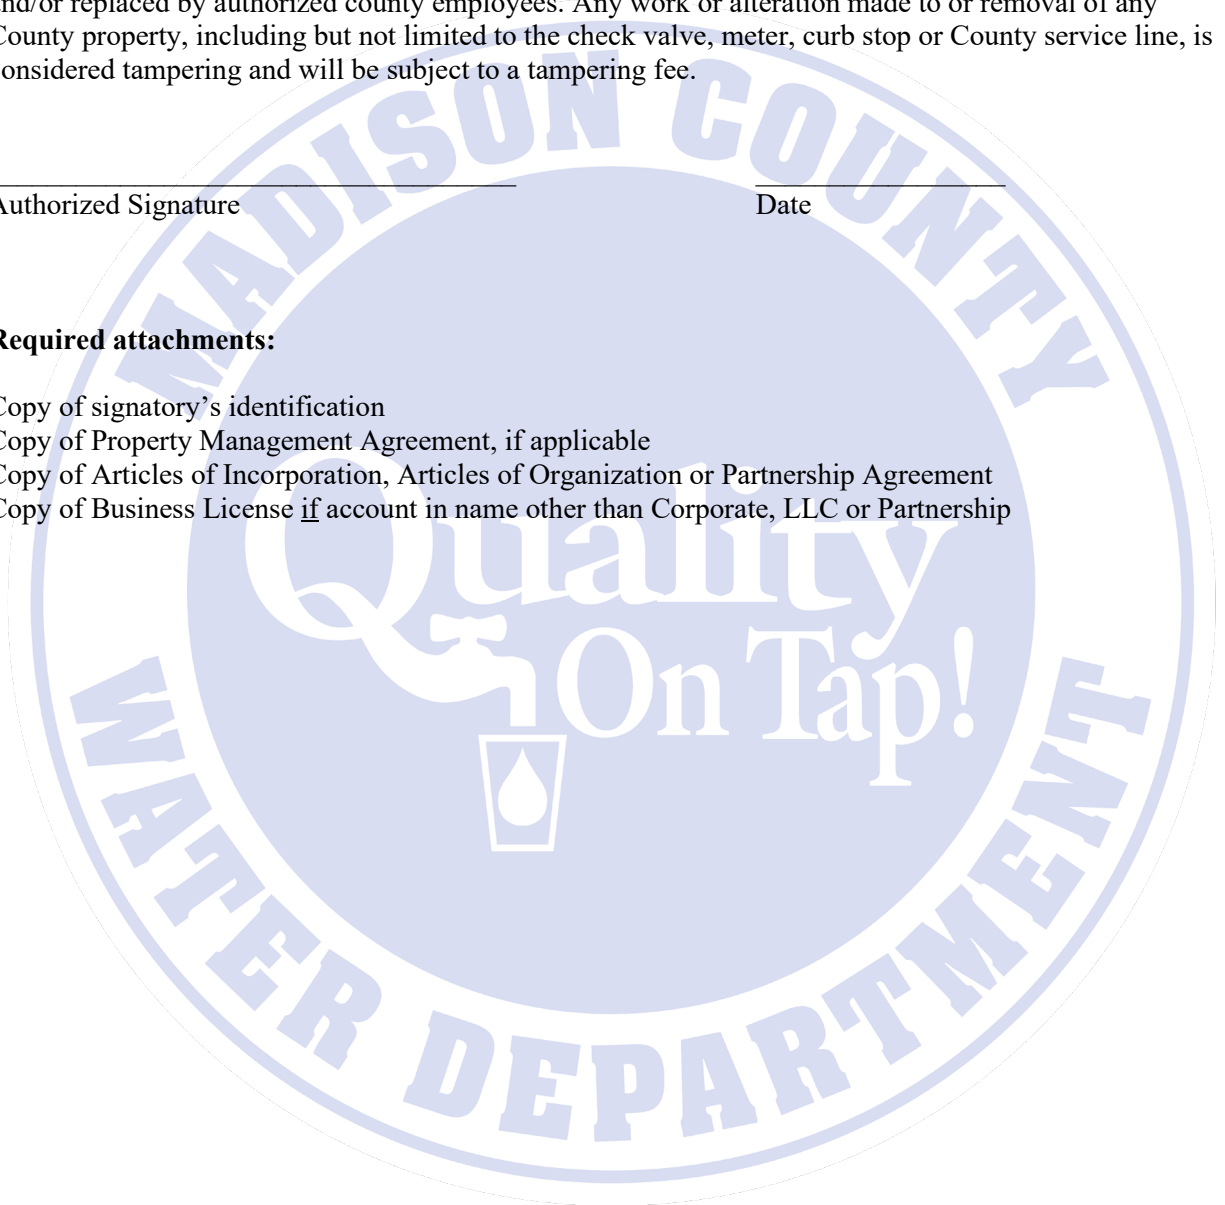 and/or replaced by authorized county employees. Any work or alteration made to or removal of any
County property, including but not limited to the check valve, meter, curb stop or County service line, is
considered tampering and will be subject to a tampering fee.
Authorized Signature Date
Required attachments:
Copy of signatory’s identification
Copy of Property Management Agreement, if applicable
Copy of Articles of Incorporation, Articles of Organization or Partnership Agreement
Copy of Business License if account in name other than Corporate, LLC or Partnership
MADISON COUNTY
Quality
On Tap!
WATER DEPARTMENT